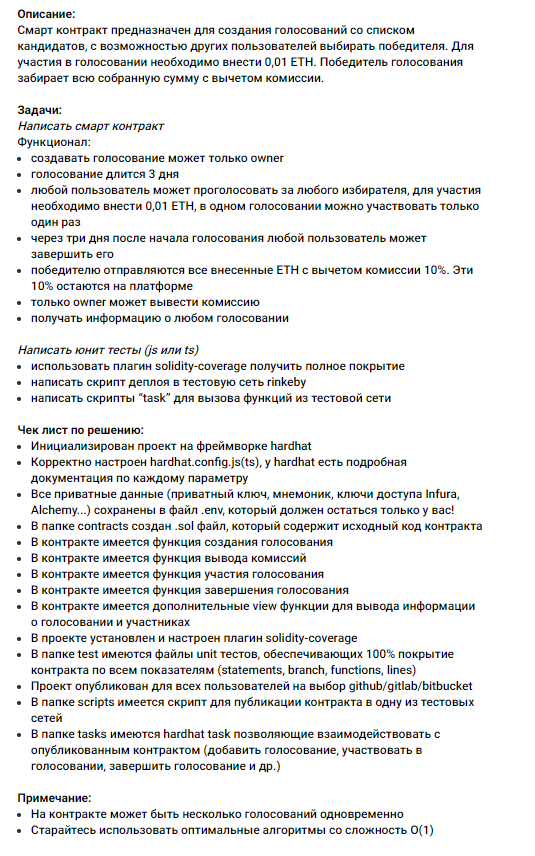 Описание:
Смарт контракт предназначен для создания голосований со списком
кандидатов, с возможностью других пользователей выбирать победителя. Для
участия в голосовании необходимо внести 0,01 ETH. Победитель голосования
забирает всю собранную сумму с вычетом комиссии.
Задачи:
Написать смарт контракт
Функционал:
• создавать голосование может только owner
• голосование длится 3 дня
• любой пользователь может проголосовать за любого избирателя, для участия
необходимо внести 0,01 ETH, в одном голосовании можно участвовать только
один раз
• через три дня после начала голосования любой пользователь может
завершить его
• победителю отправляются все внесенные ETH с вычетом комиссии 10%. Эти
10% остаются на платформе
• только owner может вывести комиссию
• получать информацию о любом голосовании
Написать юнит тесты (js или ts)
• использовать плагин solidity-coverage получить полное покрытие
• написать скрипт деплоя в тестовую сеть rinkeby
• написать скрипты “task” для вызова функций из тестовой сети
Чек лист по решению:
• Инициализирован проект на фреймворке hardhat
• Корректно настроен hardhat.config.js(ts), у hardhat есть подробная
документация по каждому параметру
• Все приватные данные (приватный ключ, мнемоник, ключи доступа Infura,
Alchemy...) сохранены в файл .env, который должен остаться только у вас!
• В папке contracts создан .sol файл, который содержит исходный код контракта
• В контракте имеется функция создания голосования
• В контракте имеется функция вывода комиссий
• В контракте имеется функция участия голосования
• В контракте имеется функция завершения голосования
• В контракте имеется дополнительные view функции для вывода информации
о голосовании и участниках
• В проекте установлен и настроен плагин solidity-coverage
• В папке test имеются файлы unit тестов, обеспечивающих 100% покрытие
контракта по всем показателям (statements, branch, functions, lines)
• Проект опубликован для всех пользователей на выбор github/gitlab/bitbucket
• В папке scripts имеется скрипт для публикации контракта в одну из тестовых
сетей
• В папке tasks имеются hardhat task позволяющие взаимодействовать с
опубликованным контрактом (добавить голосование, участвовать в
голосовании, завершить голосование и др.)
Примечание:
• На контракте может быть несколько голосований одновременно
• Старайтесь использовать оптимальные алгоритмы со сложность O(1)